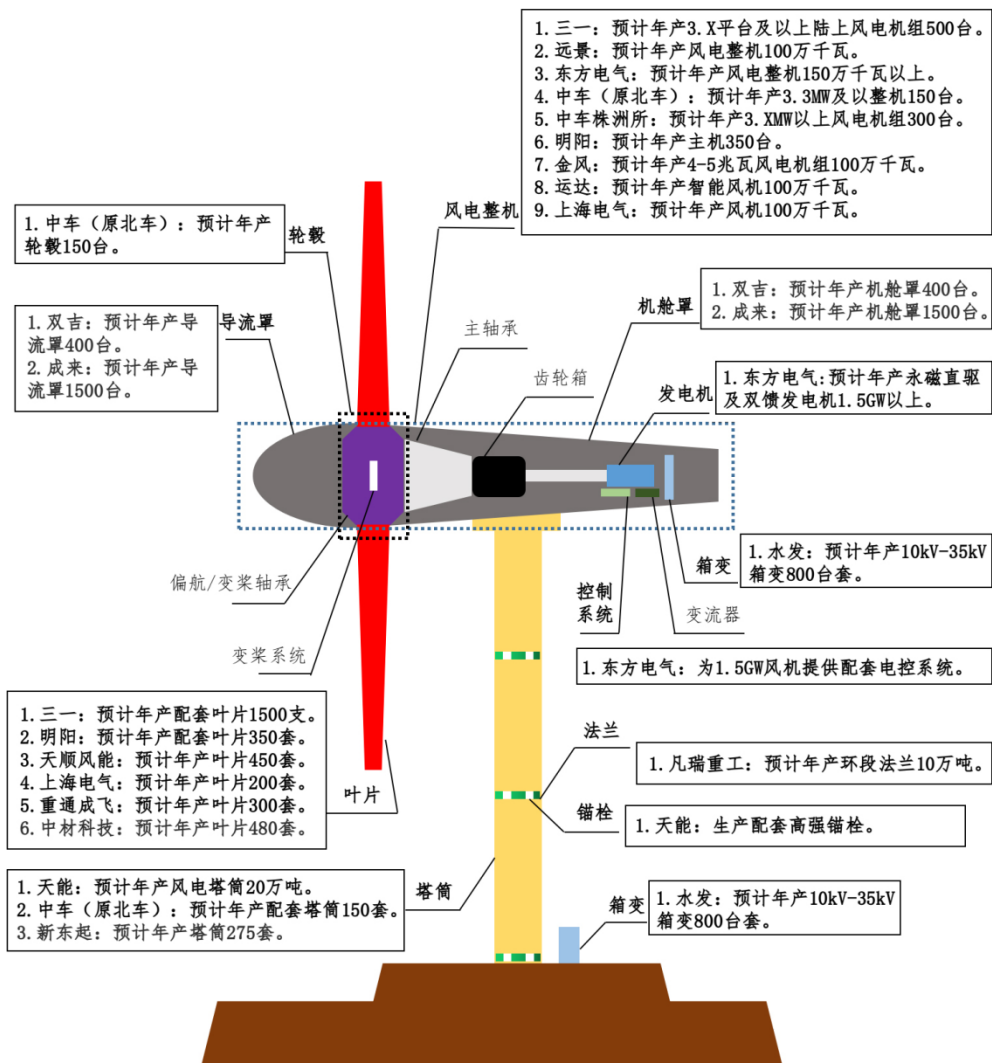 1.三一：预计年产3.X平台及以上陆上风电机组500台。
2.远景：预计年产风电整机100万千瓦。
3.东方电气：预计年产风电整机150万千瓦以上。
4.中车（原北车）：预计年产3.3MW及以整机150台。
5.中车株洲所：预计年产3.XMW以上风电机组300台。
6.明阳：预计年产主机350台。
7.金风：预计年产4-5兆瓦风电机组100万千瓦。
8.运达：预计年产智能风机100万千瓦。
9.上海电气：预计年产风机100万千瓦。
风电整机
1.中车（原北车）：预计年产
轮毂150台。
轮毂
1.双吉：预计年产导
流罩400台。
2.成来：预计年产导
流罩1500台。
导流罩
主轴承
齿轮箱
机舱罩
1.双吉：预计年产机舱罩400台。
2.成来：预计年产机舱罩1500台。
发电机
1.东方电气:预计年产永磁直驱
及双馈发电机1.5GW以上。
偏航/变桨轴承
变桨系统
箱变
1.水发：预计年产10kV-35kV
箱变800台套。
控制
系统
变流器
1.东方电气：为1.5GW风机提供配套电控系统。
1.三一：预计年产配套叶片1500支。
2.明阳：预计年产配套叶片350套。
3.天顺风能：预计年产叶片450套。
4.上海电气：预计年产叶片200套。
5.重通成飞：预计年产叶片300套。
6.中材科技：预计年产叶片480套。
叶片
法兰
1.凡瑞重工：预计年产环段法兰10万吨。
锚栓
1.天能：生产配套高强锚栓。
1.天能：预计年产风电塔筒20万吨。
2.中车（原北车）：预计年产配套塔筒150套。
3.新东起：预计年产塔筒275套。
塔筒
箱变
1.水发：预计年产10kV-35kV
箱变800台套。